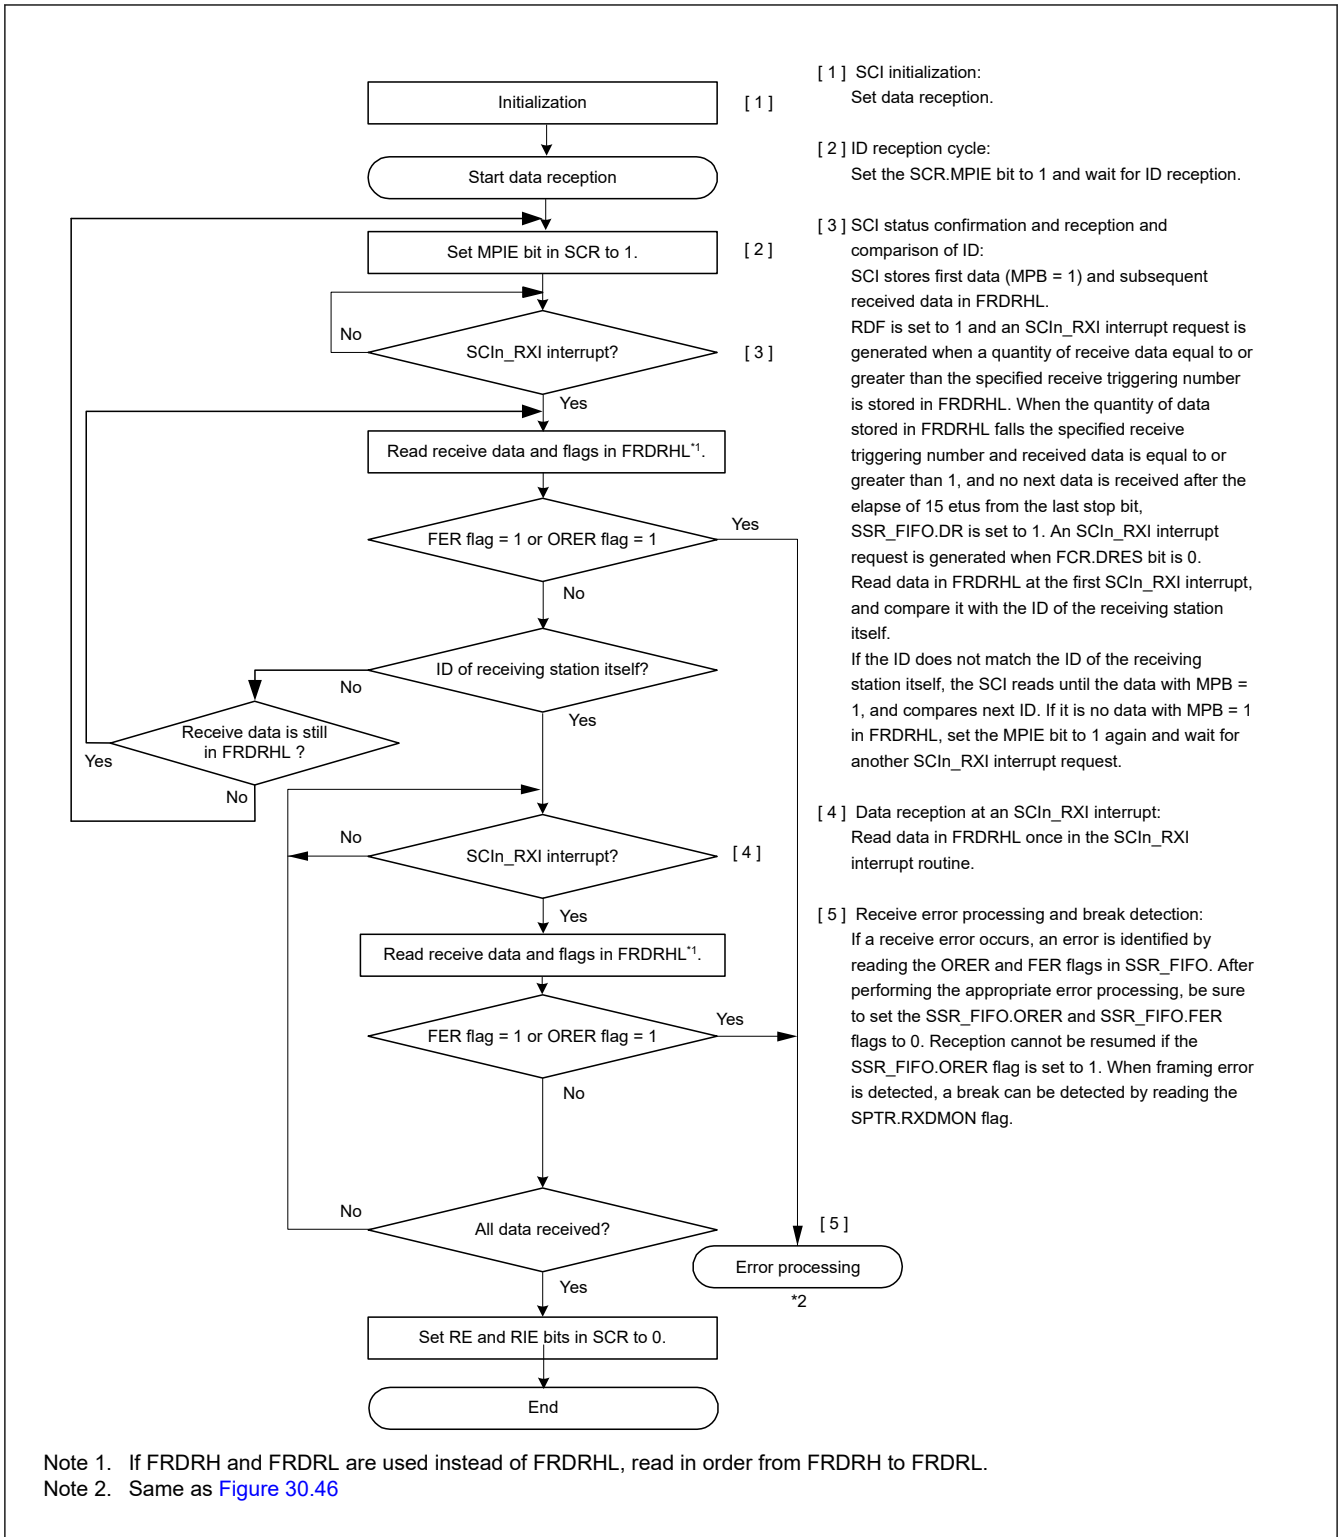 Initialization
[ 1 ]
Start data reception
Set MPIE bit in SCR to 1.
[ 2 ]
No
SCIn_RXI interrupt?
[ 3 ]
Yes
Read receive data and flags in FRDRHL*1.
FER flag = 1 or ORER flag = 1
Yes
No
ID of receiving station itself?
No
Yes
Receive data is still
in FRDRHL ?
Yes
No
No
SCIn_RXI interrupt?
[ 4 ]
Yes
Read receive data and flags in FRDRHL*1.
FER flag = 1 or ORER flag = 1
Yes
No
No
All data received?
Yes
[ 5 ]
Error processing
*2
Set RE and RIE bits in SCR to 0.
End
[ 1 ] SCI initialization:
Set data reception.
[ 2 ] ID reception cycle:
Set the SCR.MPIE bit to 1 and wait for ID reception.
[ 3 ] SCI status confirmation and reception and
comparison of ID:
SCI stores first data (MPB = 1) and subsequent
received data in FRDRHL.
RDF is set to 1 and an SCIn_RXI interrupt request is
generated when a quantity of receive data equal to or
greater than the specified receive triggering number
is stored in FRDRHL. When the quantity of data
stored in FRDRHL falls the specified receive
triggering number and received data is equal to or
greater than 1, and no next data is received after the
elapse of 15 etus from the last stop bit,
SSR_FIFO.DR is set to 1. An SCIn_RXI interrupt
request is generated when FCR.DRES bit is 0.
Read data in FRDRHL at the first SCIn_RXI interrupt,
and compare it with the ID of the receiving station
itself.
If the ID does not match the ID of the receiving
station itself, the SCI reads until the data with MPB =
1, and compares next ID. If it is no data with MPB = 1
in FRDRHL, set the MPIE bit to 1 again and wait for
another SCIn_RXI interrupt request.
[ 4 ] Data reception at an SCIn_RXI interrupt:
Read data in FRDRHL once in the SCIn_RXI
interrupt routine.
[ 5 ] Receive error processing and break detection:
If a receive error occurs, an error is identified by
reading the ORER and FER flags in SSR_FIFO. After
performing the appropriate error processing, be sure
to set the SSR_FIFO.ORER and SSR_FIFO.FER
flags to 0. Reception cannot be resumed if the
SSR_FIFO.ORER flag is set to 1. When framing error
is detected, a break can be detected by reading the
SPTR.RXDMON flag.
Note 1. If FRDRH and FRDRL are used instead of FRDRHL, read in order from FRDRH to FRDRL.
Note 2. Same as Figure 30.46